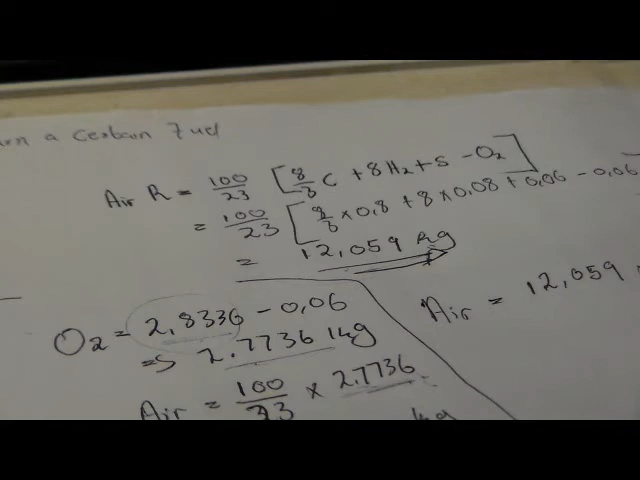 a Certain Fuel
Air R = 100/23 [8/3 C + 8H₂ + S - O₂]
= 100/23 [8/3 × 0,8 + 8 × 0,08 + 0,06 - 0,06
= 12,059 kg
O₂ = 2,8336 - 0,06
=> 2.7736 kg
Air = 12,059
Air = 100/23 × 2.7736
kg